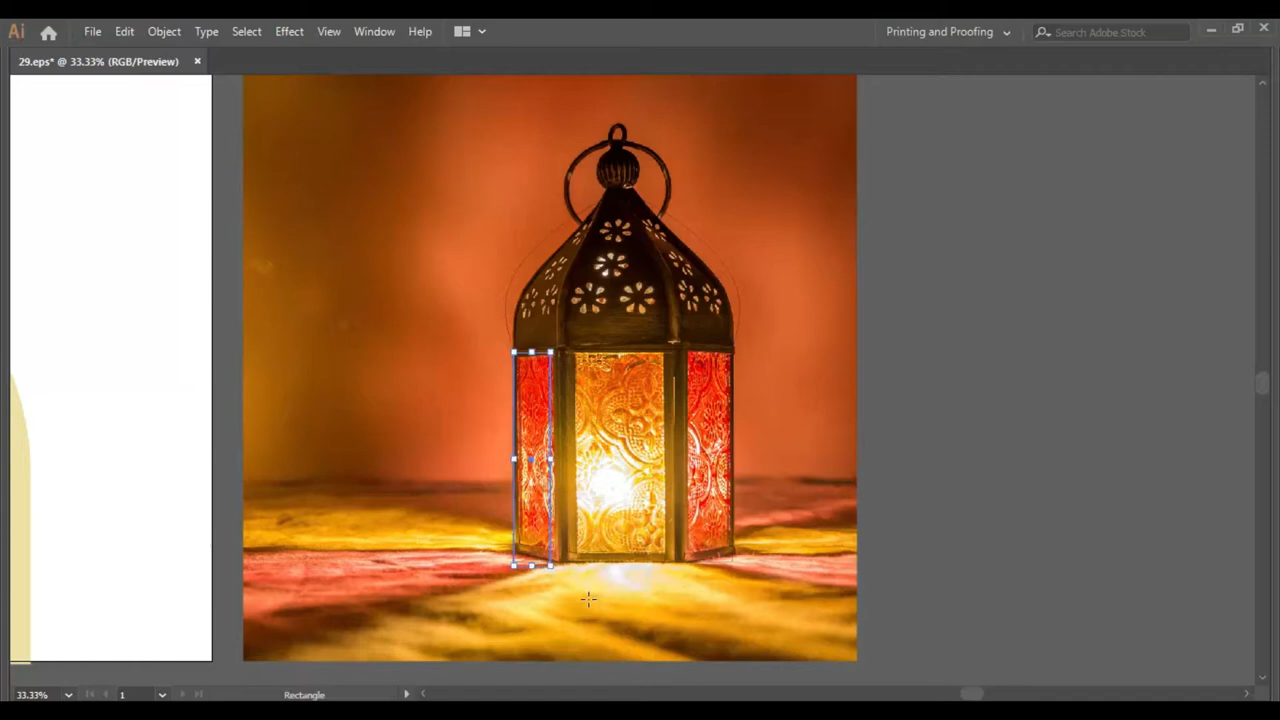 Ai File Edit Object Type Select Effect View Window Help Printing and Proofing Search Adobe Stock
29.eps* @ 33.33% (RGB/Preview) ×
33.33% 1 Rectangle